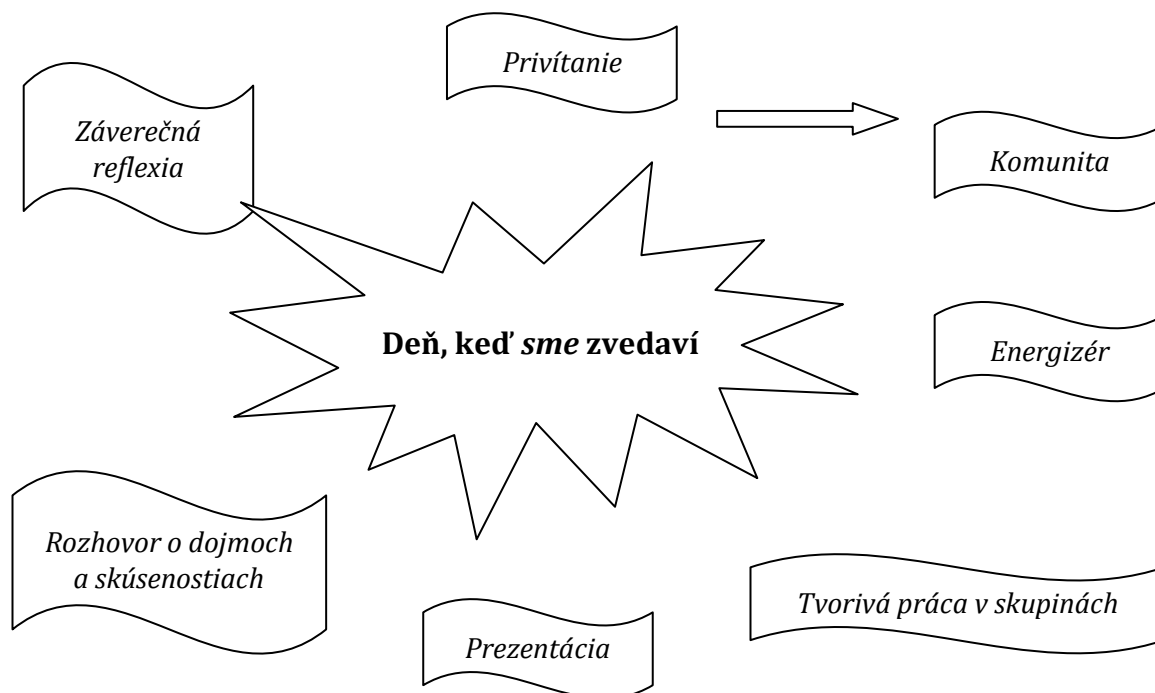 Privítanie
Záverečná
reflexia
Komunita
Deň, keď sme zvedaví
Energizér
Rozhovor o dojmoch
a skúsenostiach
Tvorivá práca v skupinách
Prezentácia